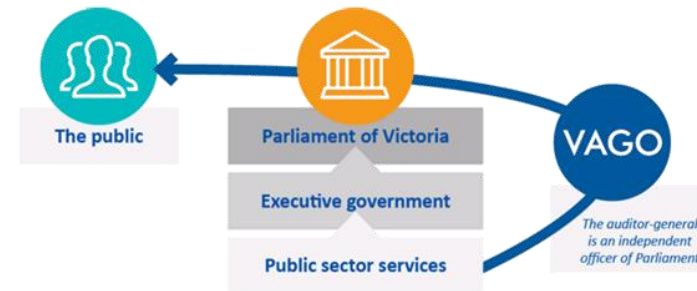 The public
Parliament of Victoria
Executive government
Public sector services
VAGO
The auditor-general
is an independent
officer of Parliament